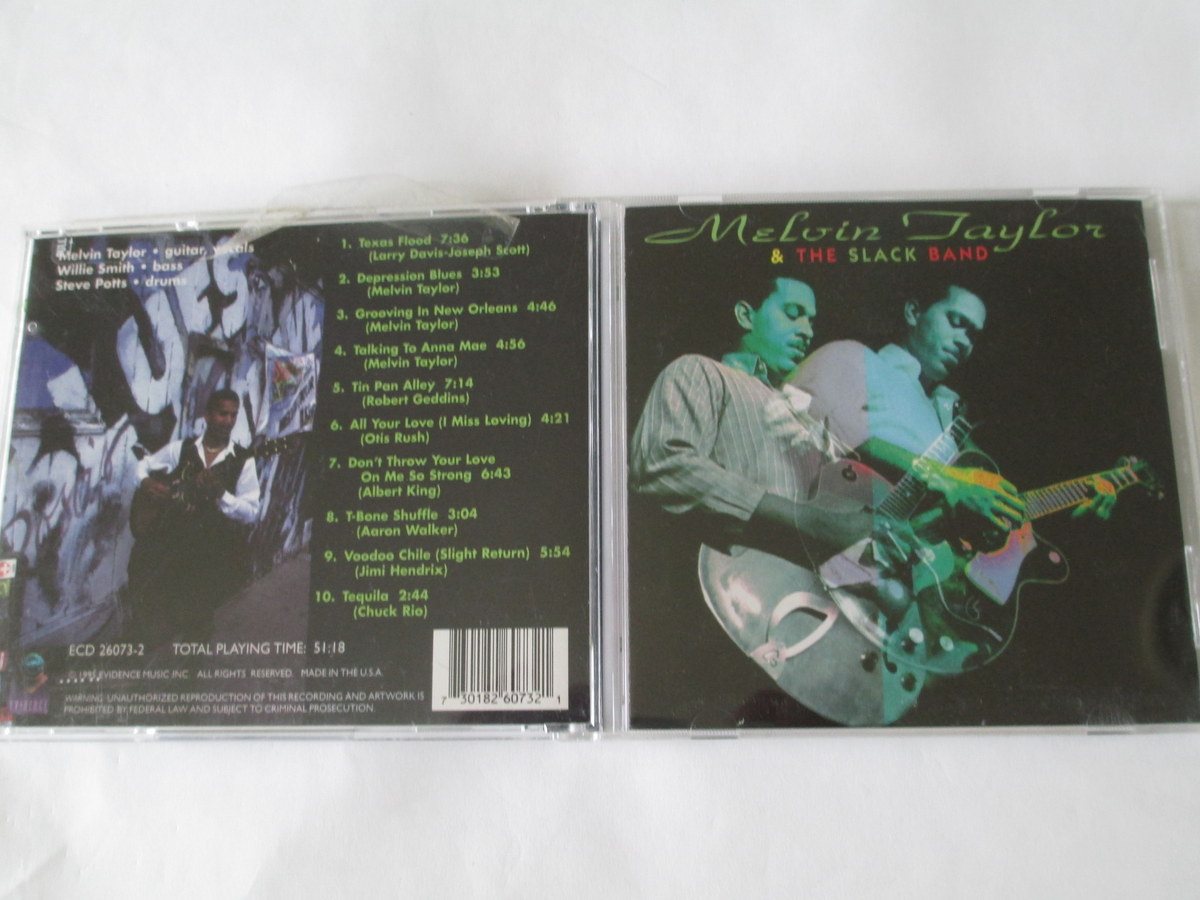 Melvin Taylor • guitar, vocals
Willie Smith • bass
Steve Potts • drums
1. Texas Flood 7:36
(Larry Davis-Joseph Scott)
2. Depression Blues 3:53
(Melvin Taylor)
3. Grooving In New Orleans 4:46
(Melvin Taylor)
4. Talking To Anna Mae 4:56
(Melvin Taylor)
5. Tin Pan Alley 7:14
(Robert Geddins)
6. All Your Love (I Miss Loving) 4:21
(Otis Rush)
7. Don't Throw Your Love
On Me So Strong 6:43
(Albert King)
8. T-Bone Shuffle 3:04
(Aaron Walker)
9. Voodoo Chile (Slight Return) 5:54
(Jimi Hendrix)
10. Tequila 2:44
(Chuck Rio)
ECD 26073-2 TOTAL PLAYING TIME: 51:18
EVIDENCE MUSIC INC. ALL RIGHTS RESERVED. MADE IN THE U.S.A.
WARNING: UNAUTHORIZED REPRODUCTION OF THIS RECORDING AND ARTWORK IS
PROHIBITED BY FEDERAL LAW AND SUBJECT TO CRIMINAL PROSECUTION.
7 30182 60732 1
Melvin Taylor
& THE SLACK BAND